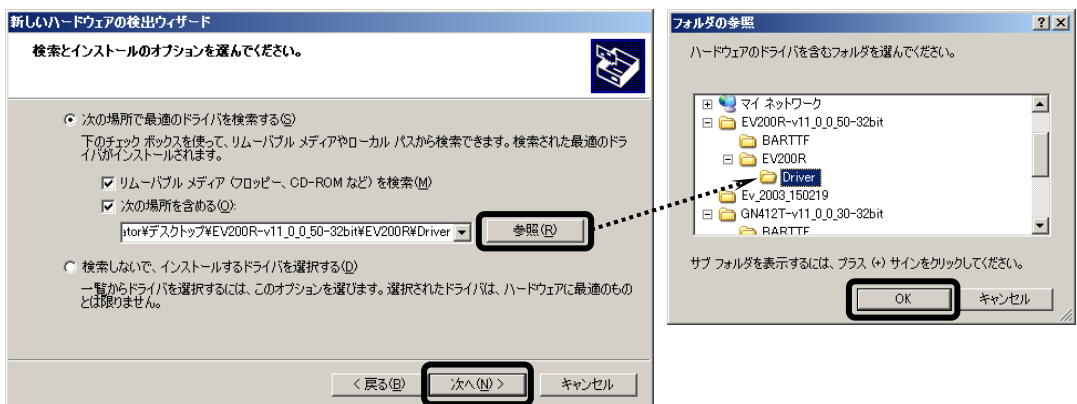 新しいハードウェアの検出ウィザード
検索とインストールのオプションを選んでください。
次の場所で最適のドライバを検索する(S)
下のチェック ボックスを使って、リムーバブル メディアやローカル パスから検索できます。検索された最適のドラ
イバがインストールされます。
リムーバブル メディア (フロッピー、CD-ROM など) を検索(M)
次の場所を含める(O):
ator¥デスクトップ¥EV200R-v11_0_0_50-32bit¥EV200R¥Driver
参照(R)
検索しないで、インストールするドライバを選択する(D)
一覧からドライバを選択するには、このオプションを選びます。選択されたドライバは、ハードウェアに最適のもの
とは限りません。
< 戻る(B)
次へ(N) >
キャンセル
フォルダの参照
ハードウェアのドライバを含むフォルダを選んでください。
マイ ネットワーク
EV200R-v11_0_0_50-32bit
BARTTF
EV200R
Driver
Ev_2003_150219
GN412T-v11_0_0_30-32bit
BARTTF
サブ フォルダを表示するには、プラス (+) サインをクリックしてください。
OK
キャンセル